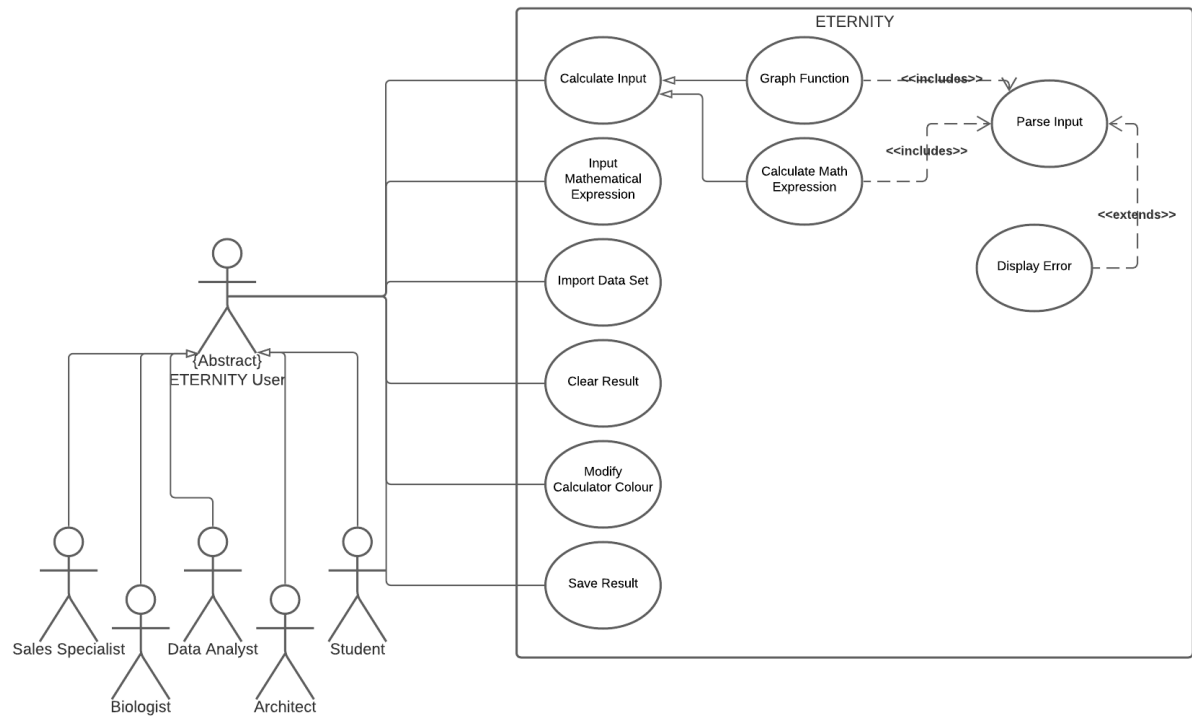 ETERNITY
Calculate Input
Graph Function
<<includes>>
Parse Input
<<includes>>
Input
Mathematical
Expression
Calculate Math
Expression
<<extends>>
Import Data Set
Display Error
{Abstract}
ETERNITY User
Clear Result
Modify
Calculator Colour
Save Result
Sales Specialist
Data Analyst
Student
Biologist
Architect